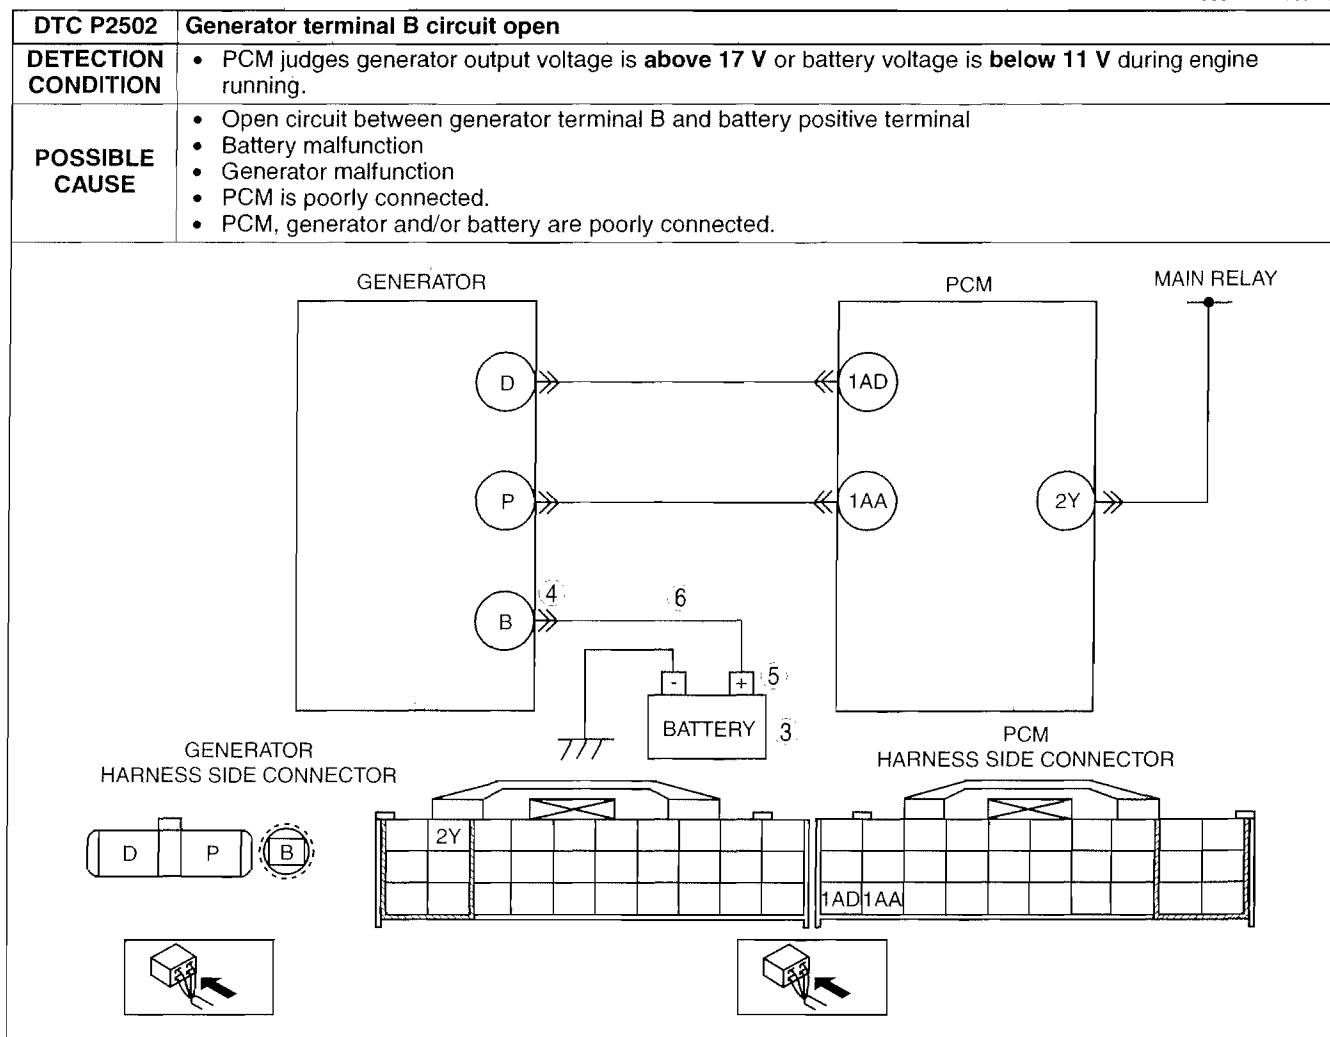 DTC P2502 Generator terminal B circuit open
DETECTION CONDITION
• PCM judges generator output voltage is above 17 V or battery voltage is below 11 V during engine
running.
POSSIBLE CAUSE
• Open circuit between generator terminal B and battery positive terminal
• Battery malfunction
• Generator malfunction
• PCM is poorly connected.
• PCM, generator and/or battery are poorly connected.
GENERATOR
PCM
MAIN RELAY
D
1AD
P
1AA
2Y
B
4
6
-
+
5
BATTERY
3
GENERATOR
HARNESS SIDE CONNECTOR
PCM
HARNESS SIDE CONNECTOR
D
P
B
2Y
1AD
1AA